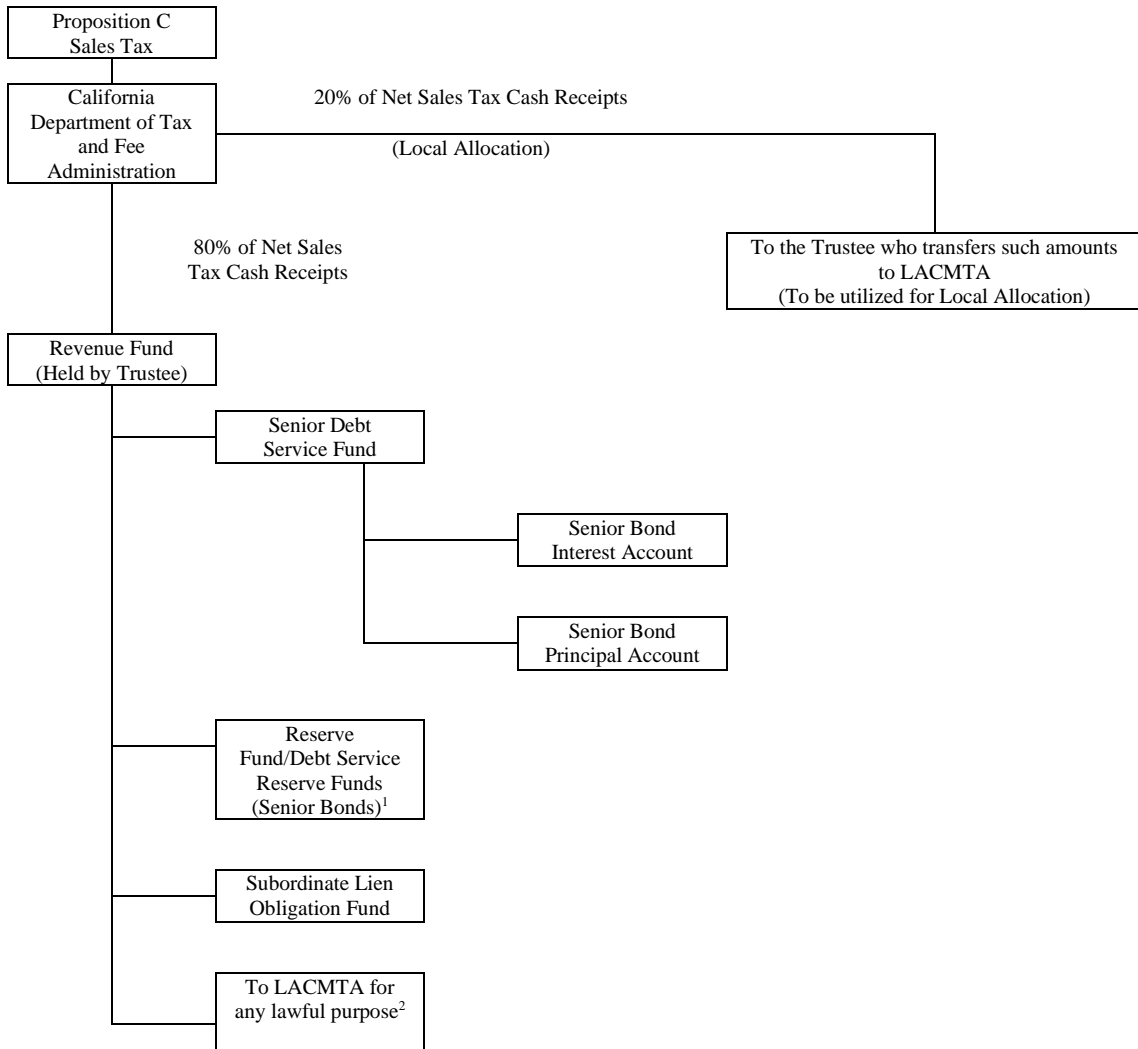 Proposition C
Sales Tax
California
Department of Tax
and Fee
Administration
20% of Net Sales Tax Cash Receipts
(Local Allocation)
80% of Net Sales
Tax Cash Receipts
To the Trustee who transfers such amounts
to LACMTA
(To be utilized for Local Allocation)
Revenue Fund
(Held by Trustee)
Senior Debt
Service Fund
Senior Bond
Interest Account
Senior Bond
Principal Account
Reserve
Fund/Debt Service
Reserve Funds
(Senior Bonds)¹
Subordinate Lien
Obligation Fund
To LACMTA for
any lawful purpose²